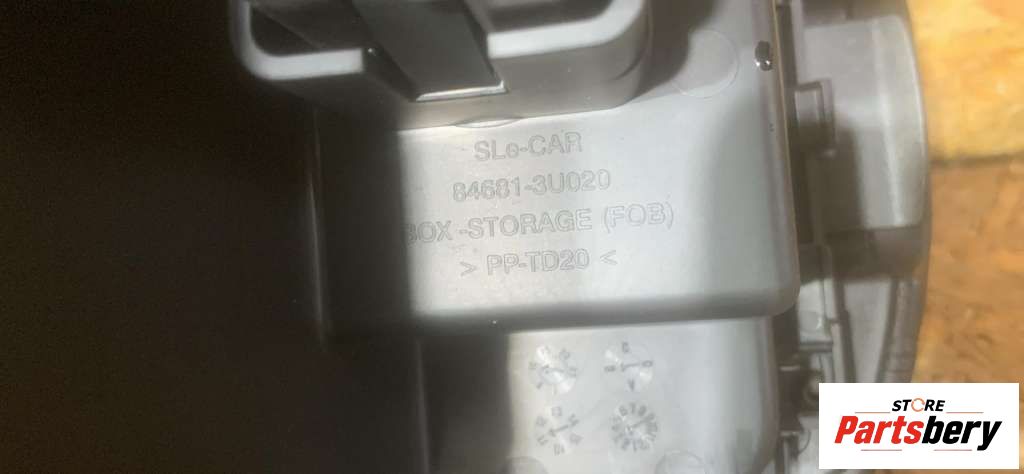 SLe-CAR
84681-3U020
BOX-STORAGE (FOB)
> PP-TD20 <
STORE
Partsbery